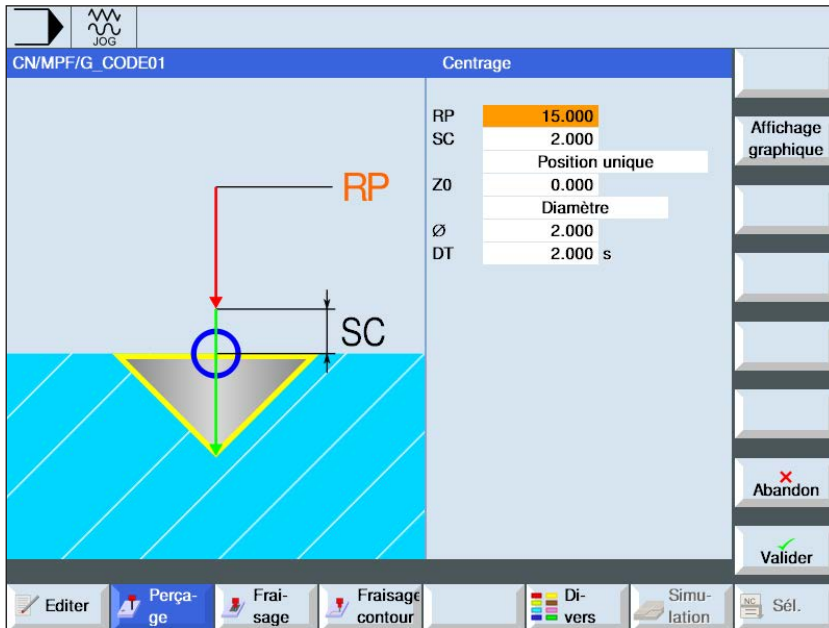 JOG
CN/MPF/G_CODE01
Centrage
RP 15.000
SC 2.000
Position unique
Z0 0.000
Diamètre
Ø 2.000
DT 2.000 s
RP
SC
Affichage
graphique
Abandon
Valider
Editer
Perça-
ge
Frai-
sage
Fraisage
contour
Di-
vers
Simu-
lation
NC
Sél.